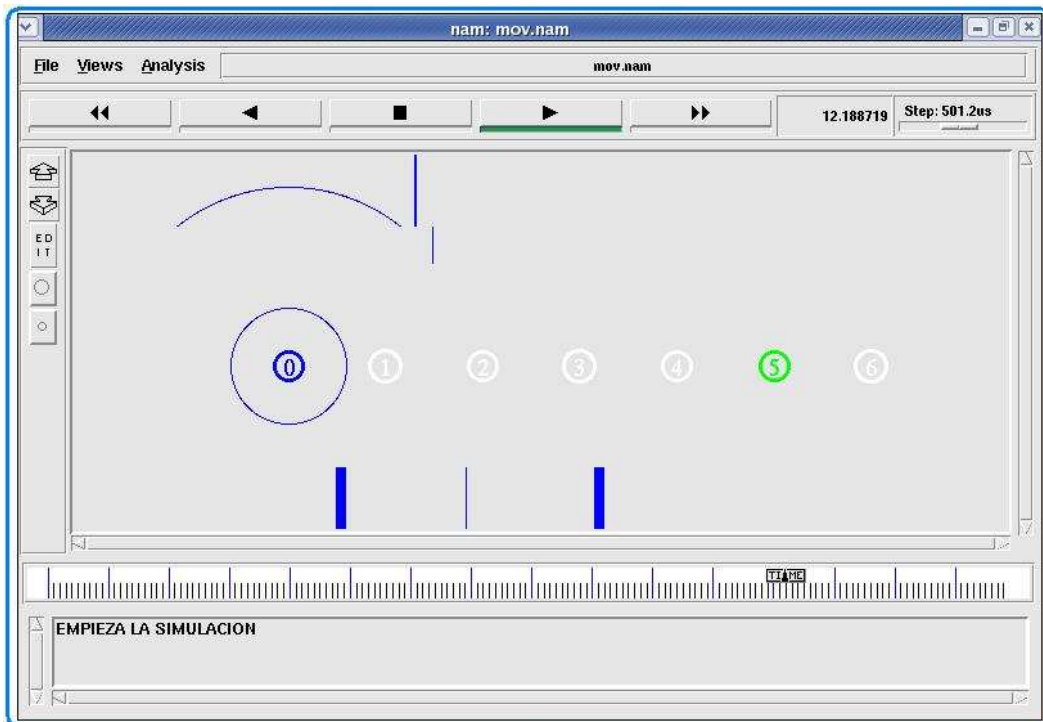 nam: mov.nam
File Views Analysis mov.nam
12.188719 Step: 501.2us
E D
I T
0 1 2 3 4 5 6
TIME
EMPIEZA LA SIMULACION